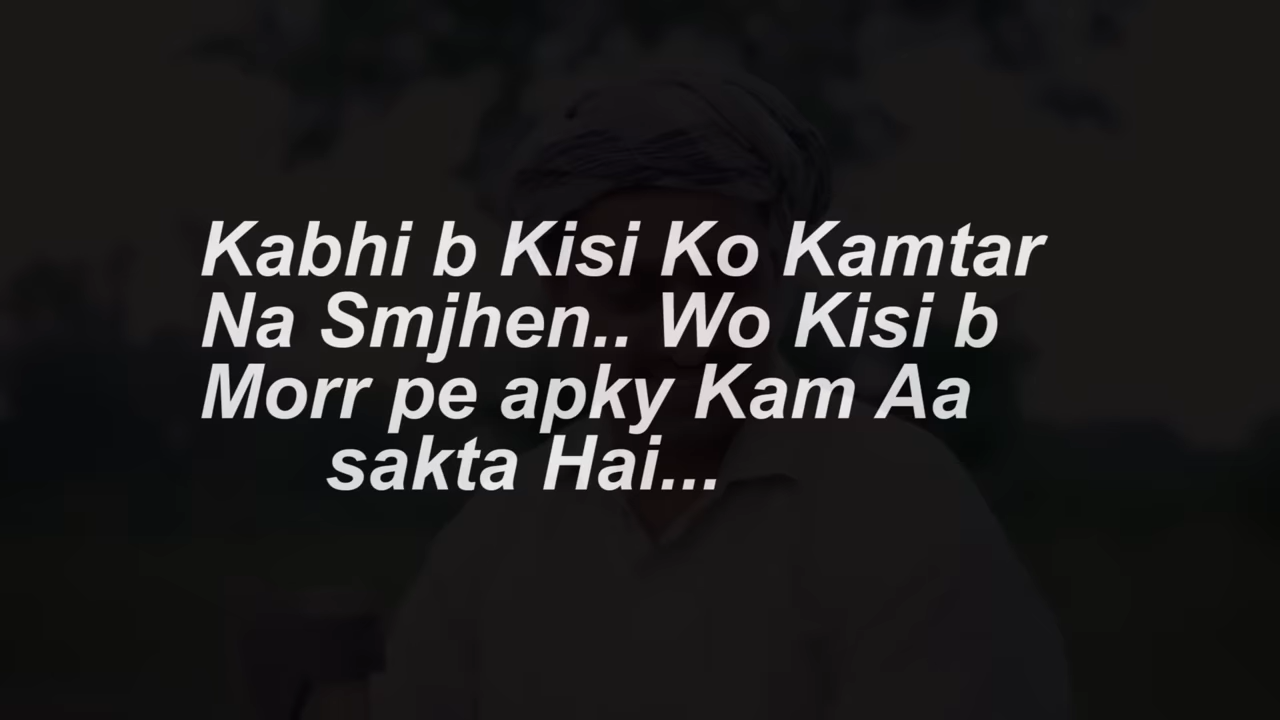 Kabhi b Kisi Ko Kamtar
Na Smjhen.. Wo Kisi b
Morr pe apky Kam Aa
sakta Hai...